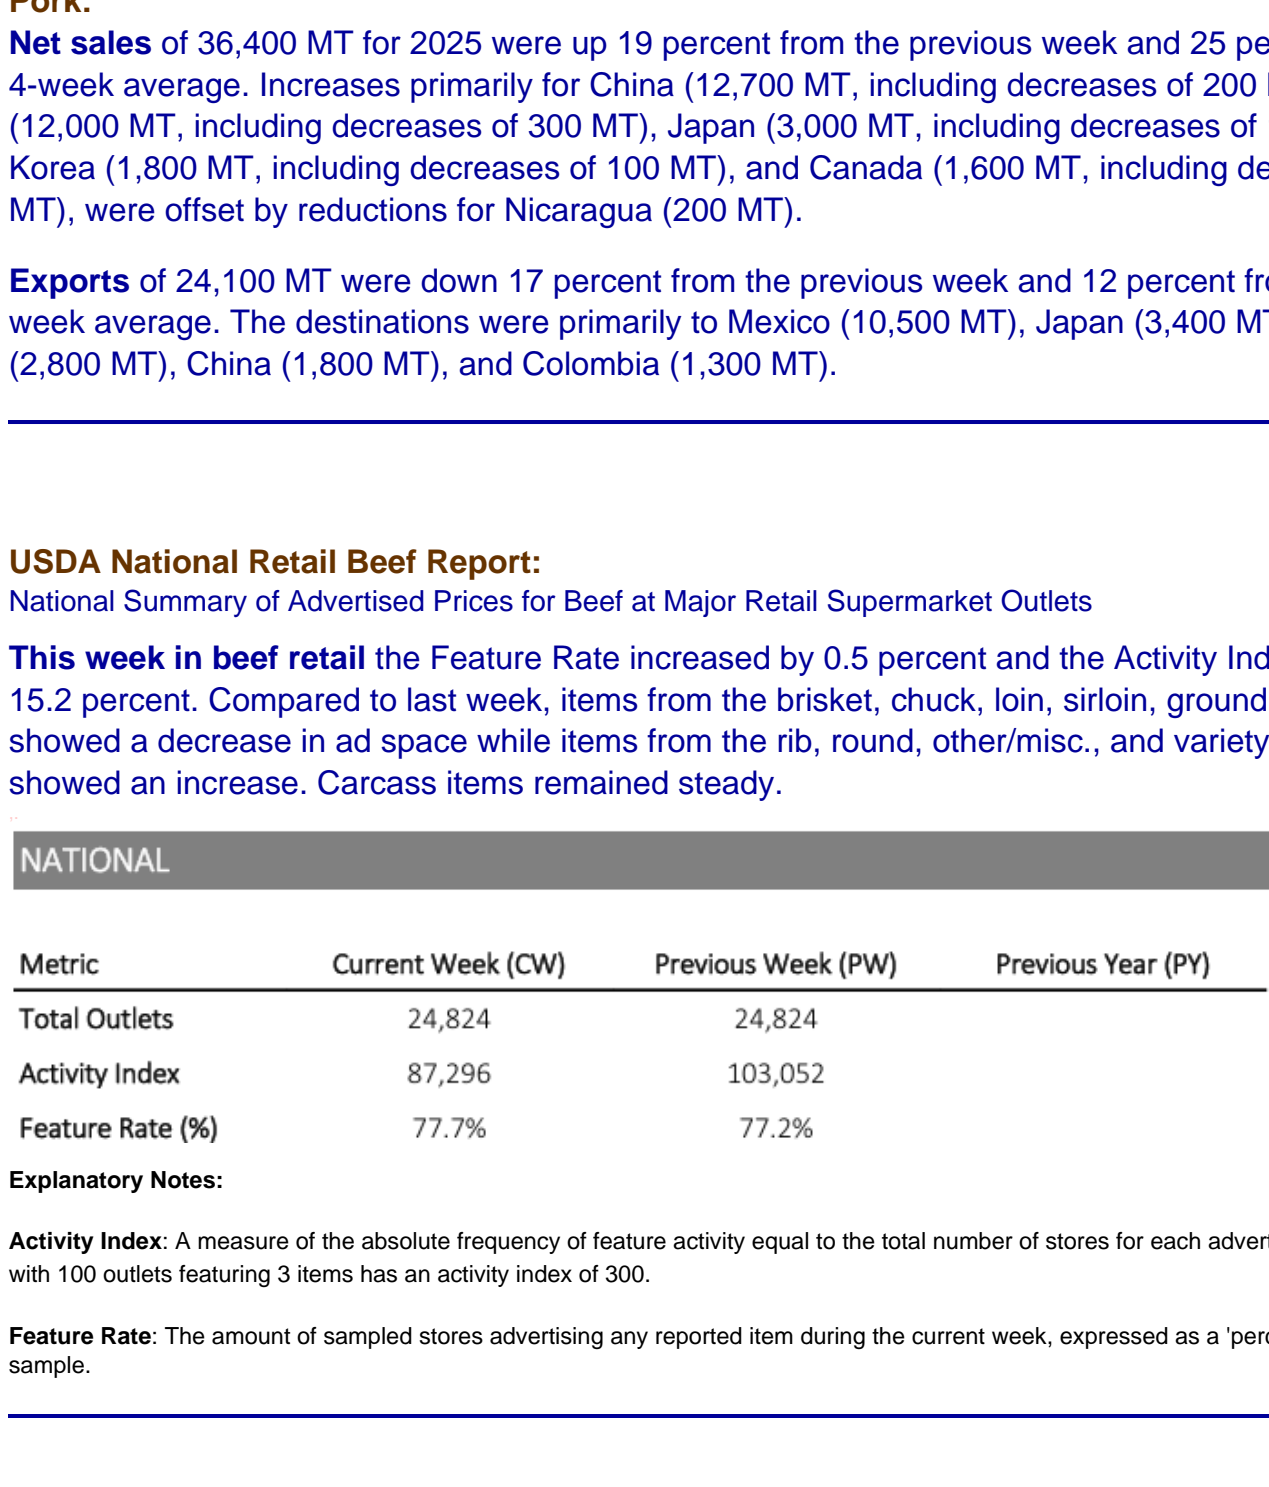 Pork:
Net sales of 36,400 MT for 2025 were up 19 percent from the previous week and 25 pe
4-week average. Increases primarily for China (12,700 MT, including decreases of 200
(12,000 MT, including decreases of 300 MT), Japan (3,000 MT, including decreases of
Korea (1,800 MT, including decreases of 100 MT), and Canada (1,600 MT, including de
MT), were offset by reductions for Nicaragua (200 MT).
Exports of 24,100 MT were down 17 percent from the previous week and 12 percent fro
week average. The destinations were primarily to Mexico (10,500 MT), Japan (3,400 MT
(2,800 MT), China (1,800 MT), and Colombia (1,300 MT).
USDA National Retail Beef Report:
National Summary of Advertised Prices for Beef at Major Retail Supermarket Outlets
This week in beef retail the Feature Rate increased by 0.5 percent and the Activity Ind
15.2 percent. Compared to last week, items from the brisket, chuck, loin, sirloin, ground
showed a decrease in ad space while items from the rib, round, other/misc., and variety
showed an increase. Carcass items remained steady.
NATIONAL
Metric Current Week (CW) Previous Week (PW) Previous Year (PY)
Total Outlets 24,824 24,824
Activity Index 87,296 103,052
Feature Rate (%) 77.7% 77.2%
Explanatory Notes:
Activity Index: A measure of the absolute frequency of feature activity equal to the total number of stores for each advert
with 100 outlets featuring 3 items has an activity index of 300.
Feature Rate: The amount of sampled stores advertising any reported item during the current week, expressed as a 'perc
sample.